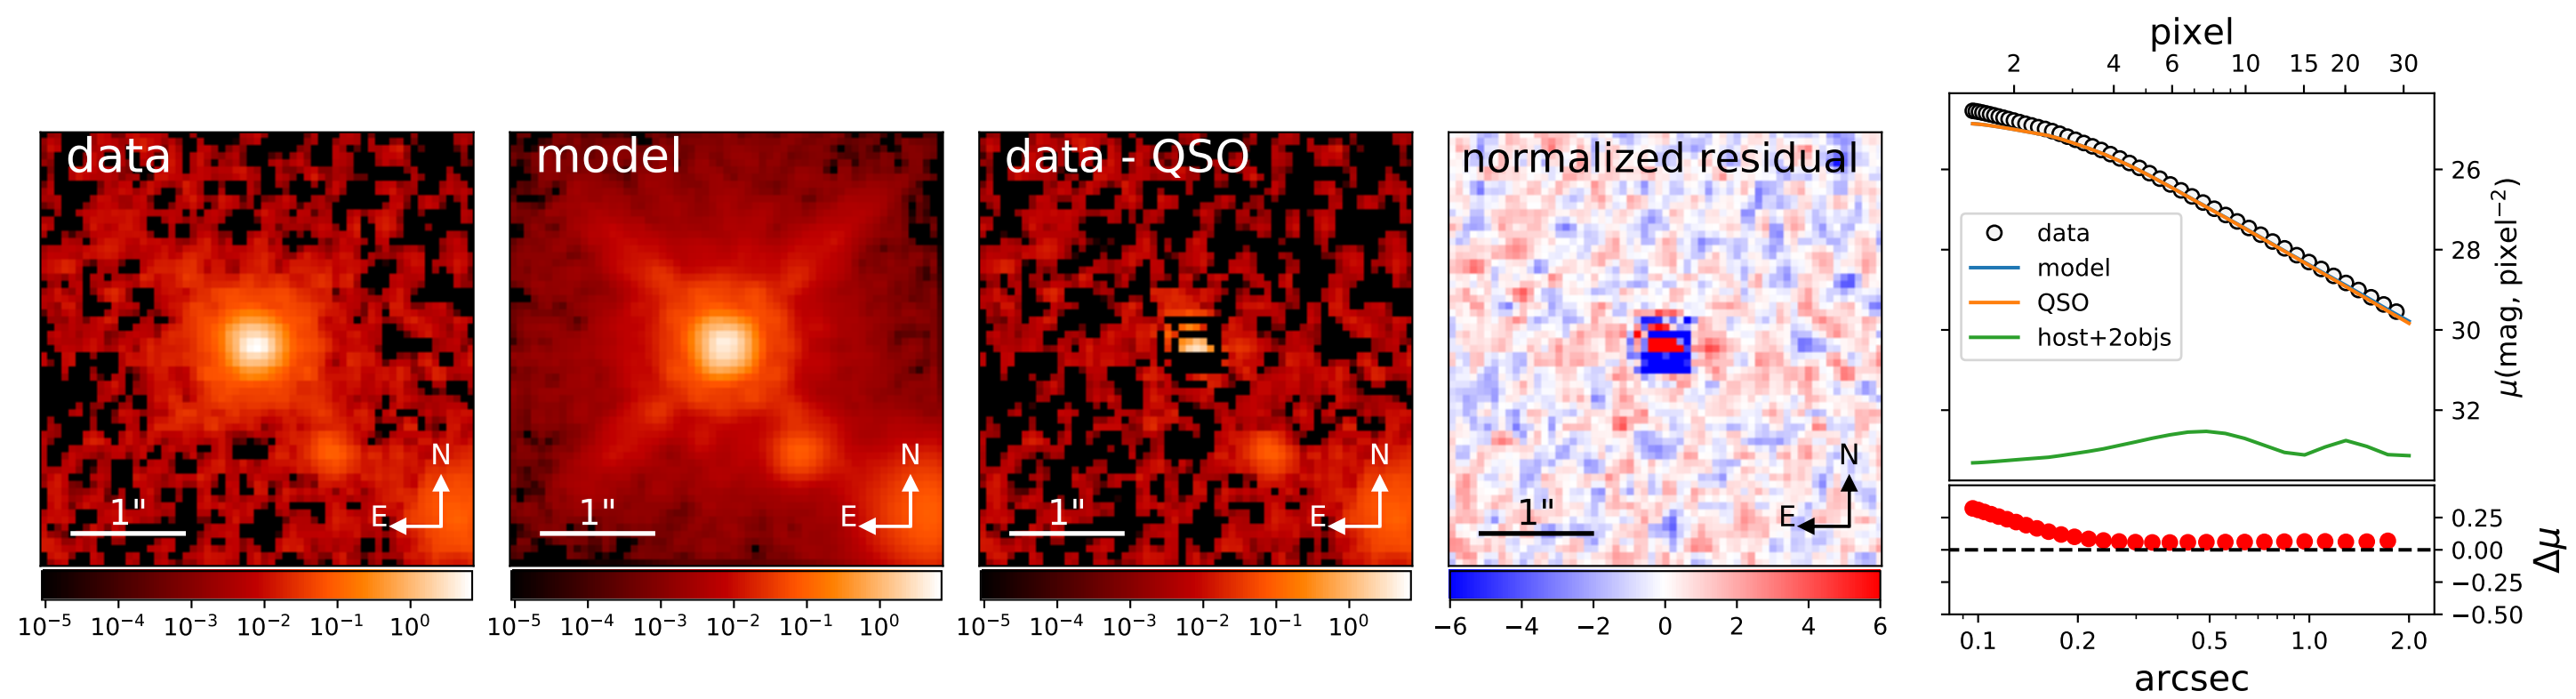 data
N
E
1"
10⁻⁵ 10⁻⁴ 10⁻³ 10⁻² 10⁻¹ 10⁰
model
N
E
1"
10⁻⁵ 10⁻⁴ 10⁻³ 10⁻² 10⁻¹ 10⁰
data - QSO
N
E
1"
10⁻⁵ 10⁻⁴ 10⁻³ 10⁻² 10⁻¹ 10⁰
normalized residual
N
E
1"
−6 −4 −2 0 2 4 6
pixel
2 4 6 10 15 20 30
data
model
QSO
host+2objs
26
28
30
32
μ(mag, pixel⁻²)
0.25
0.00
−0.25
−0.50
Δμ
0.1 0.2 0.5 1.0 2.0
arcsec